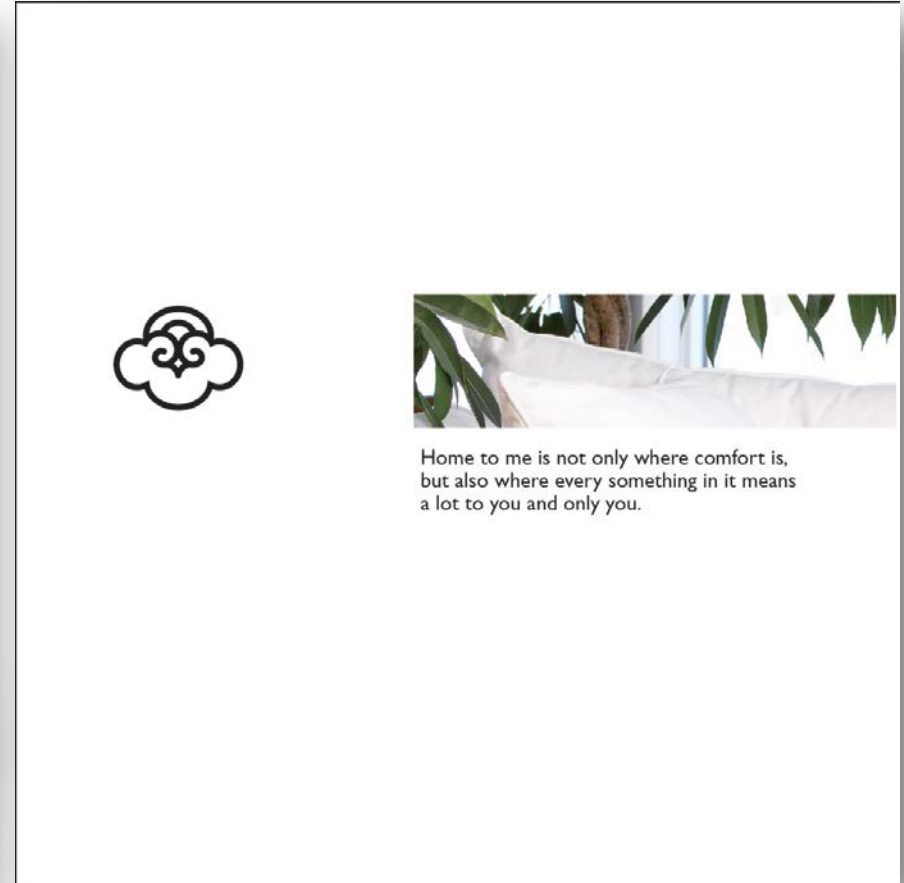 Home to me is not only where comfort is,
but also where every something in it means
a lot to you and only you.